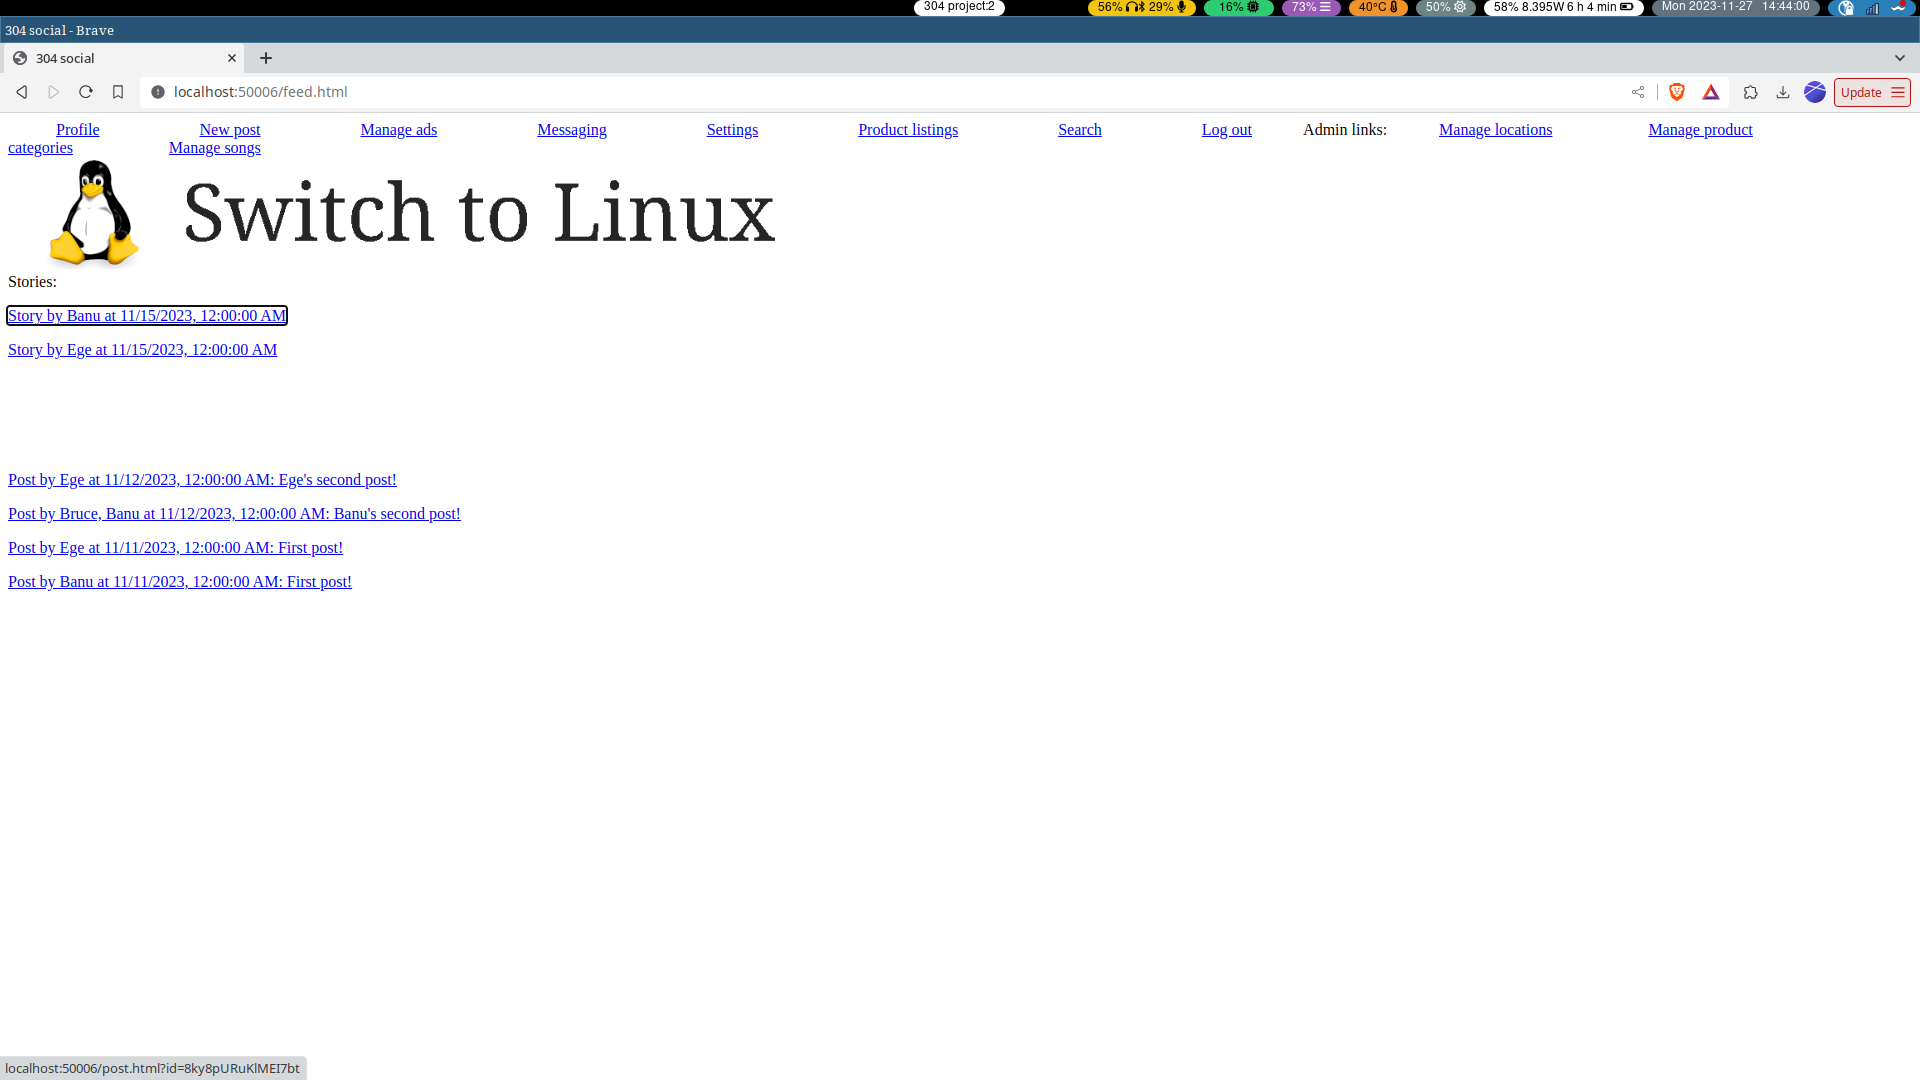 304 project:2 56% 29% 16% 73% 40°C 50% 58% 8.395W 6 h 4 min Mon 2023-11-27 14:44:00
304 social - Brave
304 social
localhost:50006/feed.html Update
Profile New post Manage ads Messaging Settings Product listings Search Log out Admin links: Manage locations Manage product
categories Manage songs
Switch to Linux
Stories:
Story by Banu at 11/15/2023, 12:00:00 AM
Story by Ege at 11/15/2023, 12:00:00 AM
Post by Ege at 11/12/2023, 12:00:00 AM: Ege's second post!
Post by Bruce, Banu at 11/12/2023, 12:00:00 AM: Banu's second post!
Post by Ege at 11/11/2023, 12:00:00 AM: First post!
Post by Banu at 11/11/2023, 12:00:00 AM: First post!
localhost:50006/post.html?id=8ky8pURuKlMEI7bt